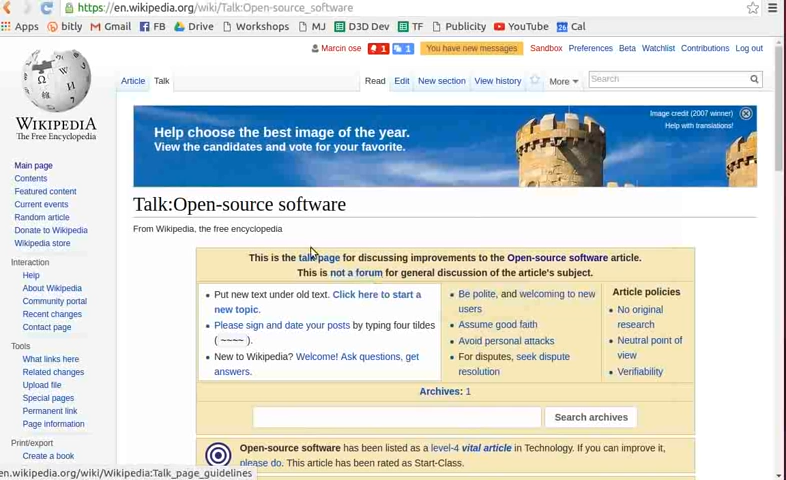 https://en.wikipedia.org/wiki/Talk:Open-source_software
Apps bitly Gmail FB Drive Workshops MJ D3D Dev TF Publicity YouTube 26 Cal
Marcin ose 1 1 You have new messages Sandbox Preferences Beta Watchlist Contributions Log out
Article Talk Read Edit New section View history More Search
WIKIPEDIA
The Free Encyclopedia
Help choose the best image of the year.
View the candidates and vote for your favorite.
Image credit (2007 winner)
Help with translations!
Main page
Contents
Featured content
Current events
Random article
Donate to Wikipedia
Wikipedia store
Interaction
Help
About Wikipedia
Community portal
Recent changes
Contact page
Tools
What links here
Related changes
Upload file
Special pages
Permanent link
Page information
Print/export
Create a book
Talk:Open-source software
From Wikipedia, the free encyclopedia
This is the talk page for discussing improvements to the Open-source software article.
This is not a forum for general discussion of the article's subject.
Put new text under old text. Click here to start a
new topic.
Please sign and date your posts by typing four tildes
( ~~~~ ).
New to Wikipedia? Welcome! Ask questions, get
answers.
Be polite, and welcoming to new
users
Assume good faith
Avoid personal attacks
For disputes, seek dispute
resolution
Article policies
No original
research
Neutral point of
view
Verifiability
Archives: 1
Search archives
Open-source software has been listed as a level-4 vital article in Technology. If you can improve it,
please do. This article has been rated as Start-Class.
en.wikipedia.org/wiki/Wikipedia:Talk_page_guidelines